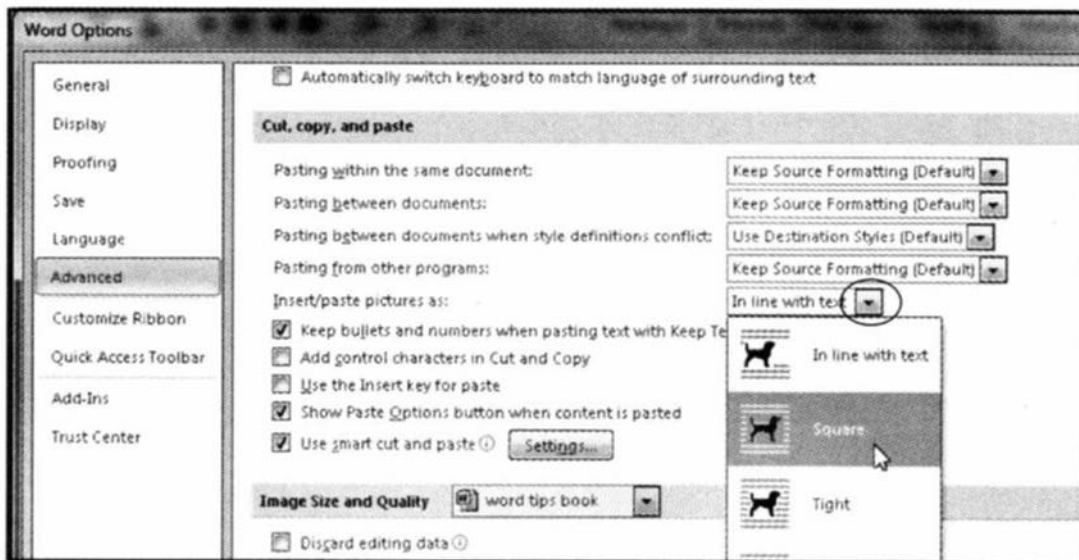 Word Options
General
Display
Proofing
Save
Language
Advanced
Customize Ribbon
Quick Access Toolbar
Add-Ins
Trust Center
Automatically switch keyboard to match language of surrounding text
Cut, copy, and paste
Pasting within the same document: Keep Source Formatting (Default)
Pasting between documents: Keep Source Formatting (Default)
Pasting between documents when style definitions conflict: Use Destination Styles (Default)
Pasting from other programs: Keep Source Formatting (Default)
Insert/paste pictures as: In line with text
Keep bullets and numbers when pasting text with Keep Te
Add control characters in Cut and Copy
Use the Insert key for paste
Show Paste Options button when content is pasted
Use smart cut and paste Settings...
In line with text
Square
Tight
Image Size and Quality word tips book
Discard editing data